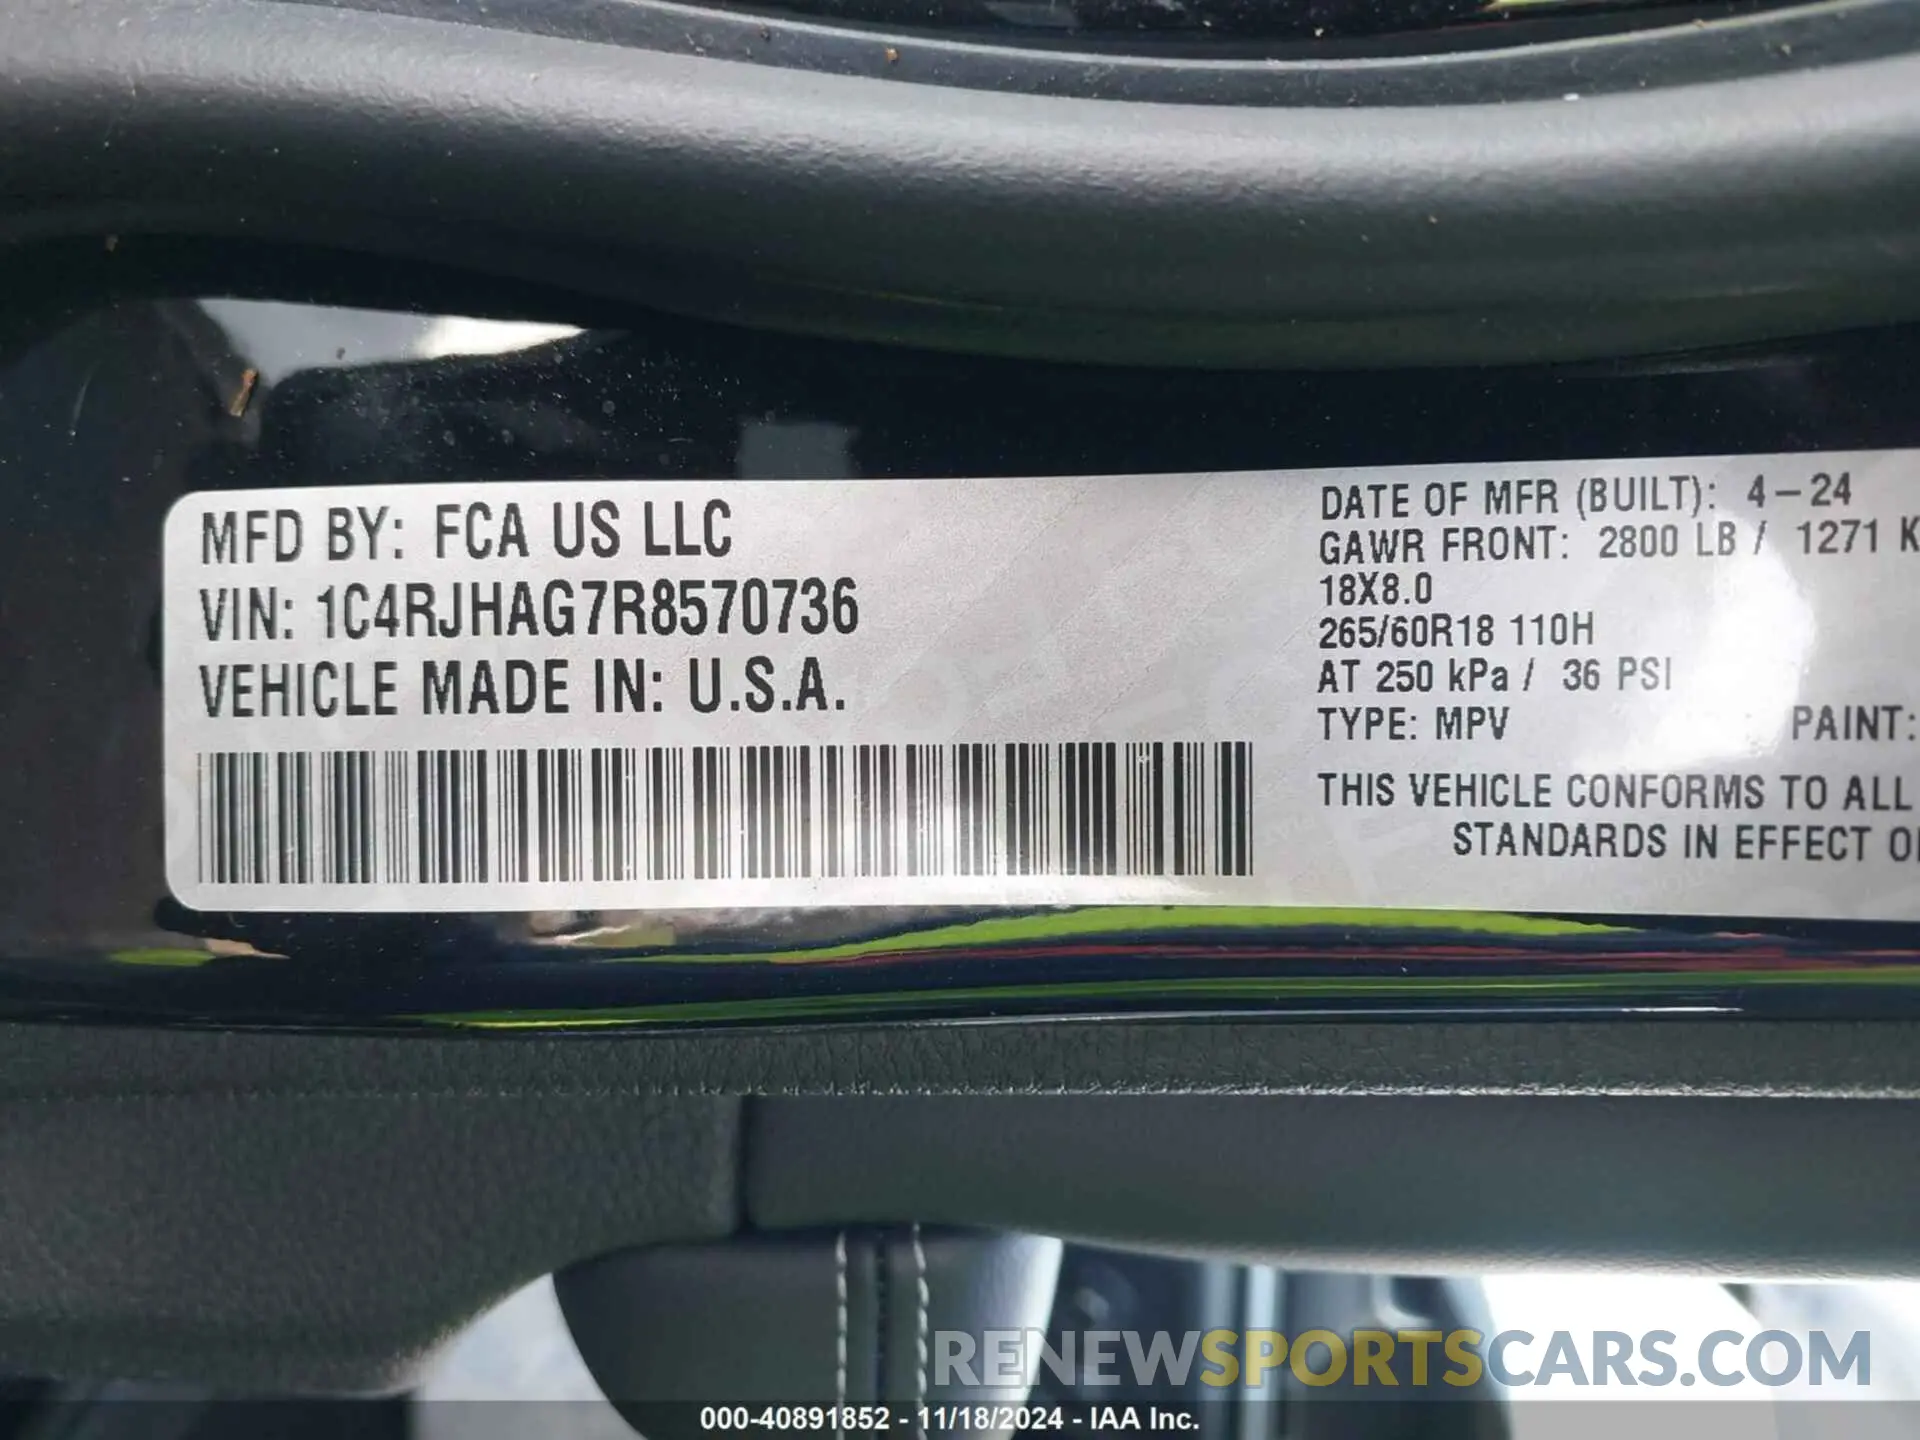 MFD BY: FCA US LLC
VIN: 1C4RJHAG7R8570736
VEHICLE MADE IN: U.S.A.
DATE OF MFR (BUILT): 4-24
GAWR FRONT: 2800 LB / 1271 K
18X8.0
265/60R18 110H
AT 250 kPa / 36 PSI
TYPE: MPV PAINT:
THIS VEHICLE CONFORMS TO ALL
STANDARDS IN EFFECT O
RENEWSPORTSCARS.COM
000-40891852 - 11/18/2024 - IAA Inc.